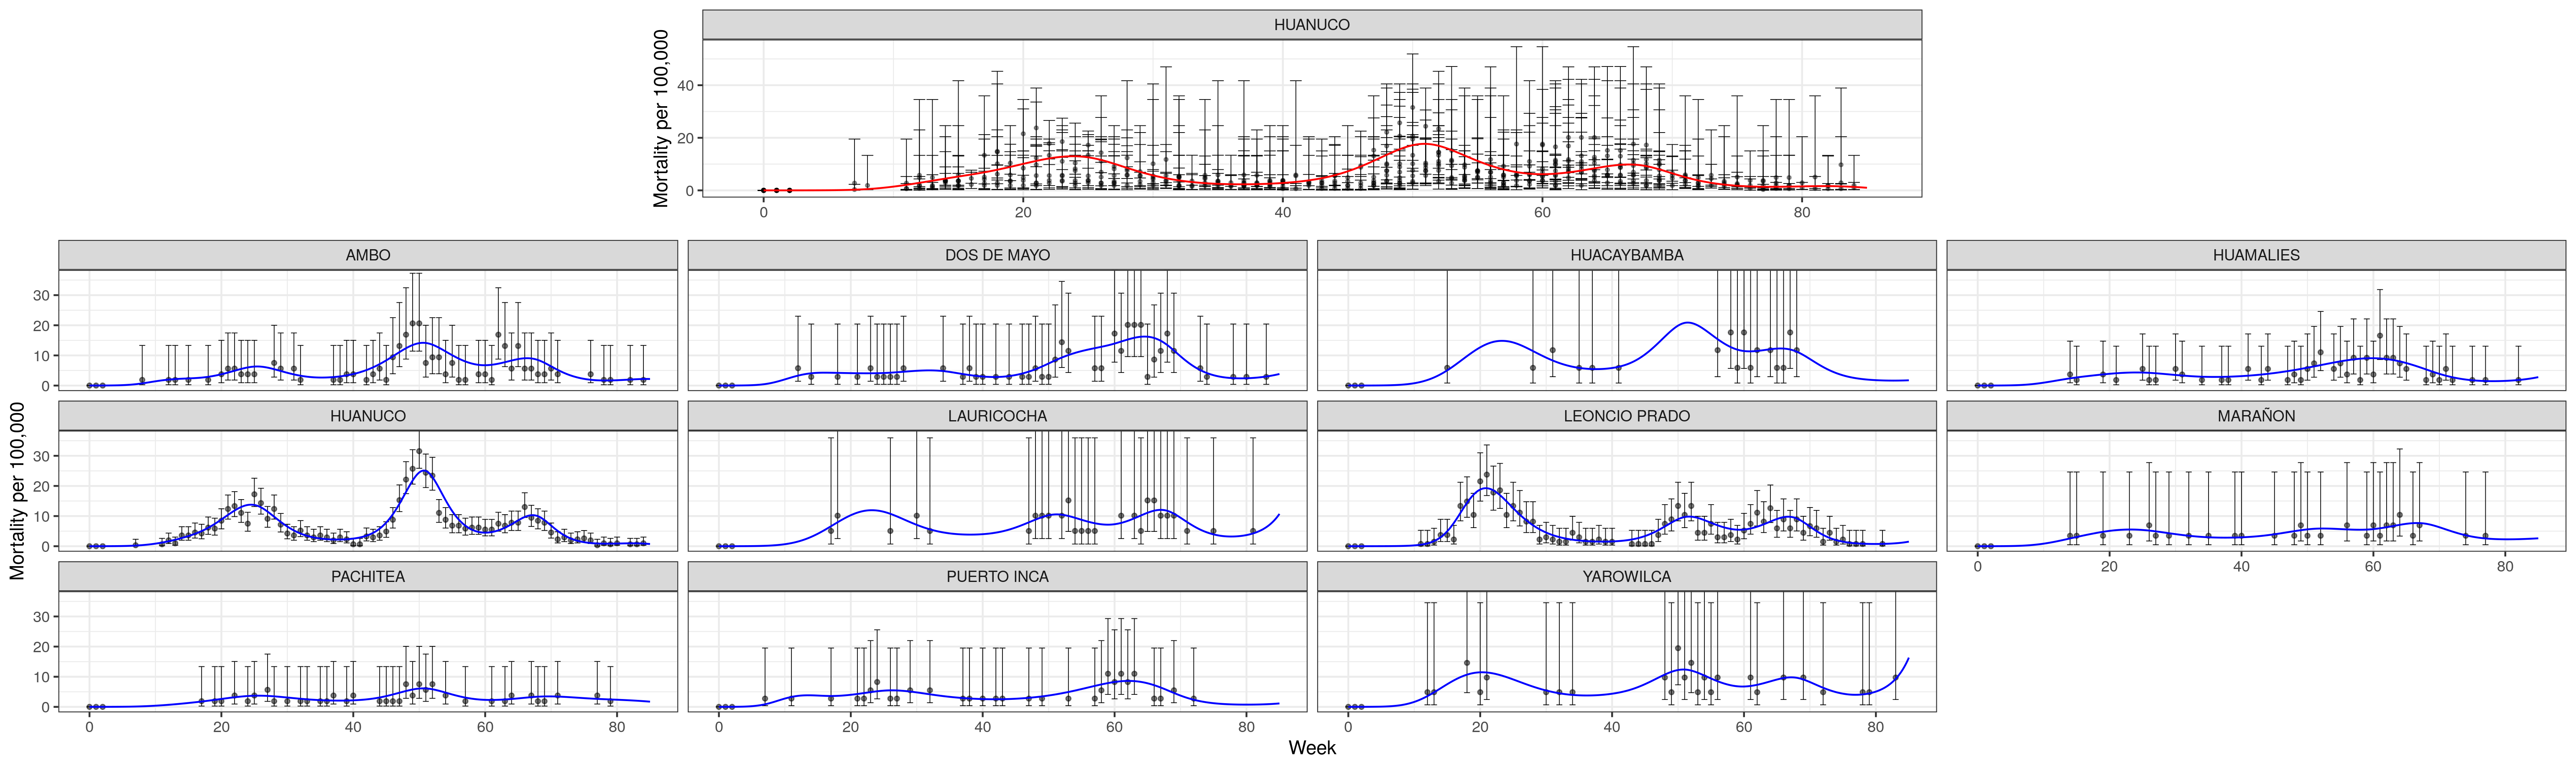 HUANUCO
Mortality per 100,000
40
20
0
0 20 40 60 80
AMBO DOS DE MAYO HUACAYBAMBA HUAMALIES
30
20
10
0
HUANUCO LAURICOCHA LEONCIO PRADO MARAÑON
Mortality per 100,000
30
20
10
0
0 20 40 60 80
PACHITEA PUERTO INCA YAROWILCA
30
20
10
0
0 20 40 60 80 0 20 40 60 80 0 20 40 60 80
Week